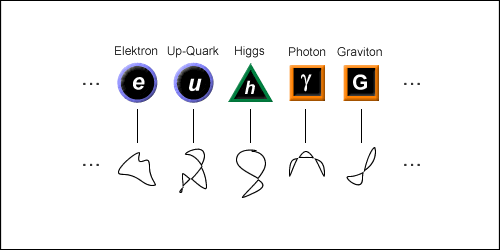 Elektron Up-Quark Higgs Photon Graviton
... e u h γ G ...
... ...